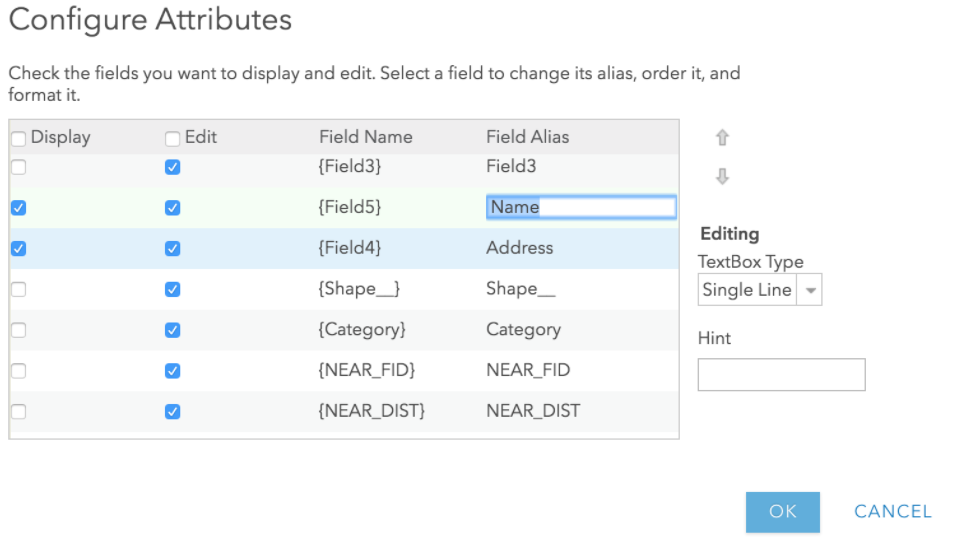 Configure Attributes
Check the fields you want to display and edit. Select a field to change its alias, order it, and
format it.
Display Edit Field Name Field Alias
{Field3} Field3
{Field5} Name
{Field4} Address
{Shape__} Shape__
{Category} Category
{NEAR_FID} NEAR_FID
{NEAR_DIST} NEAR_DIST
Editing
TextBox Type
Single Line
Hint
OK CANCEL